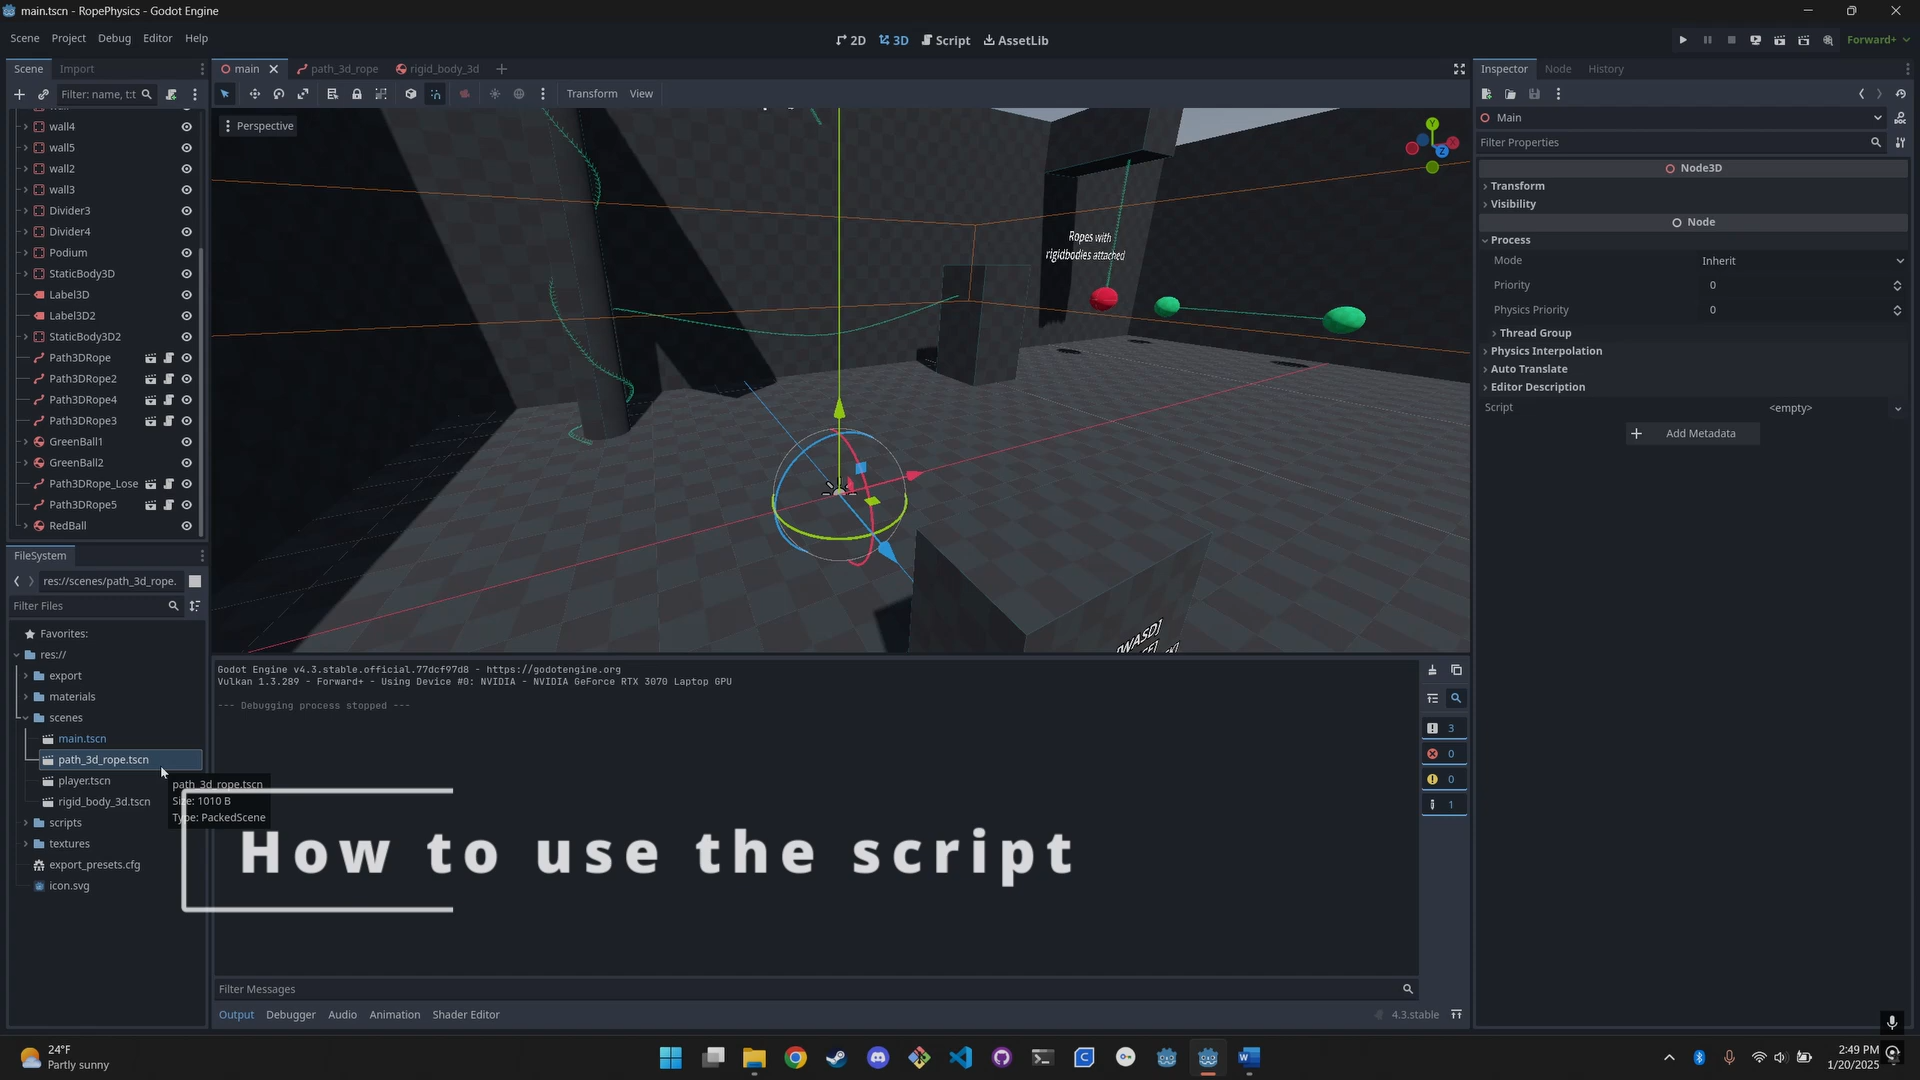 main.tscn - RopePhysics - Godot Engine
Scene Project Debug Editor Help
2D 3D Script AssetLib
Forward+
Scene Import
main path_3d_rope rigid_body_3d
Inspector Node History
Filter: name, t:t
Transform View
Perspective
Main
Filter Properties
Node3D
Transform
Visibility
Node
Process
Mode Inherit
Priority 0
Physics Priority 0
Thread Group
Physics Interpolation
Auto Translate
Editor Description
Script <empty>
Add Metadata
wall4
wall5
wall2
wall3
Divider3
Divider4
Podium
StaticBody3D
Label3D
Label3D2
StaticBody3D2
Path3DRope
Path3DRope2
Path3DRope4
Path3DRope3
GreenBall1
GreenBall2
Path3DRope_Lose
Path3DRope5
RedBall
Ropes with
rigidbodies attached
[WASD]
FileSystem
res://scenes/path_3d_rope.
Filter Files
Favorites:
res://
export
materials
scenes
main.tscn
path_3d_rope.tscn
player.tscn
rigid_body_3d.tscn
scripts
textures
export_presets.cfg
icon.svg
path_3d_rope.tscn
Size: 1010 B
Type: PackedScene
Godot Engine v4.3.stable.official.77dcf97d8 - https://godotengine.org
Vulkan 1.3.289 - Forward+ - Using Device #0: NVIDIA - NVIDIA GeForce RTX 3070 Laptop GPU
--- Debugging process stopped ---
3
0
0
1
How to use the script
Filter Messages
Output Debugger Audio Animation Shader Editor
4.3.stable
24°F
Partly sunny
2:49 PM
1/20/2025